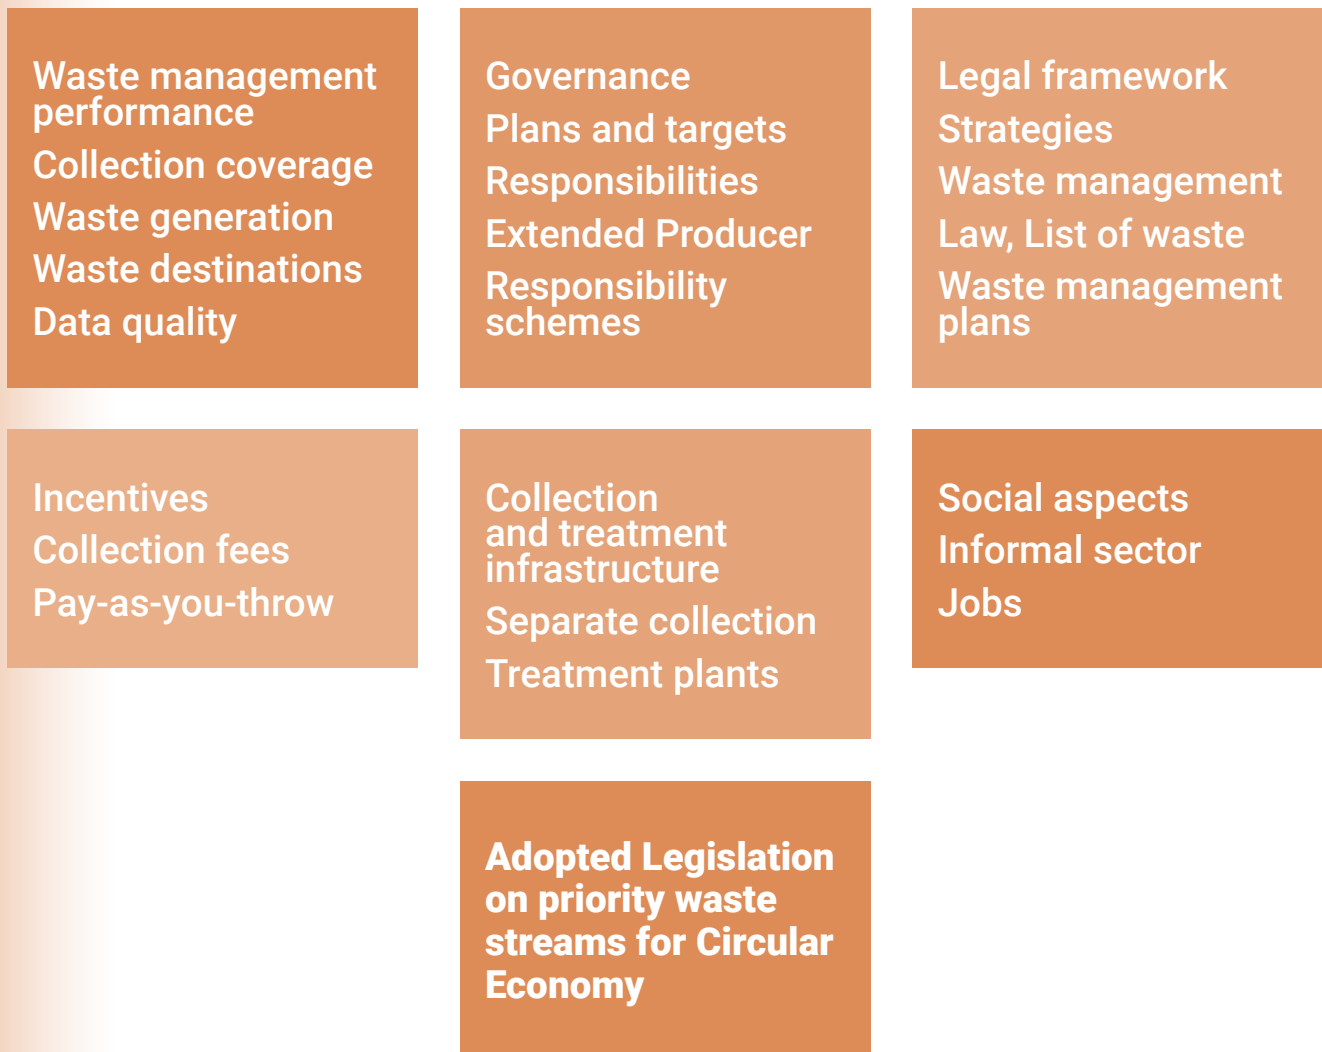 Waste management
performance
Collection coverage
Waste generation
Waste destinations
Data quality
Governance
Plans and targets
Responsibilities
Extended Producer
Responsibility
schemes
Legal framework
Strategies
Waste management
Law, List of waste
Waste management
plans
Incentives
Collection fees
Pay-as-you-throw
Collection
and treatment
infrastructure
Separate collection
Treatment plants
Social aspects
Informal sector
Jobs
Adopted Legislation
on priority waste
streams for Circular
Economy